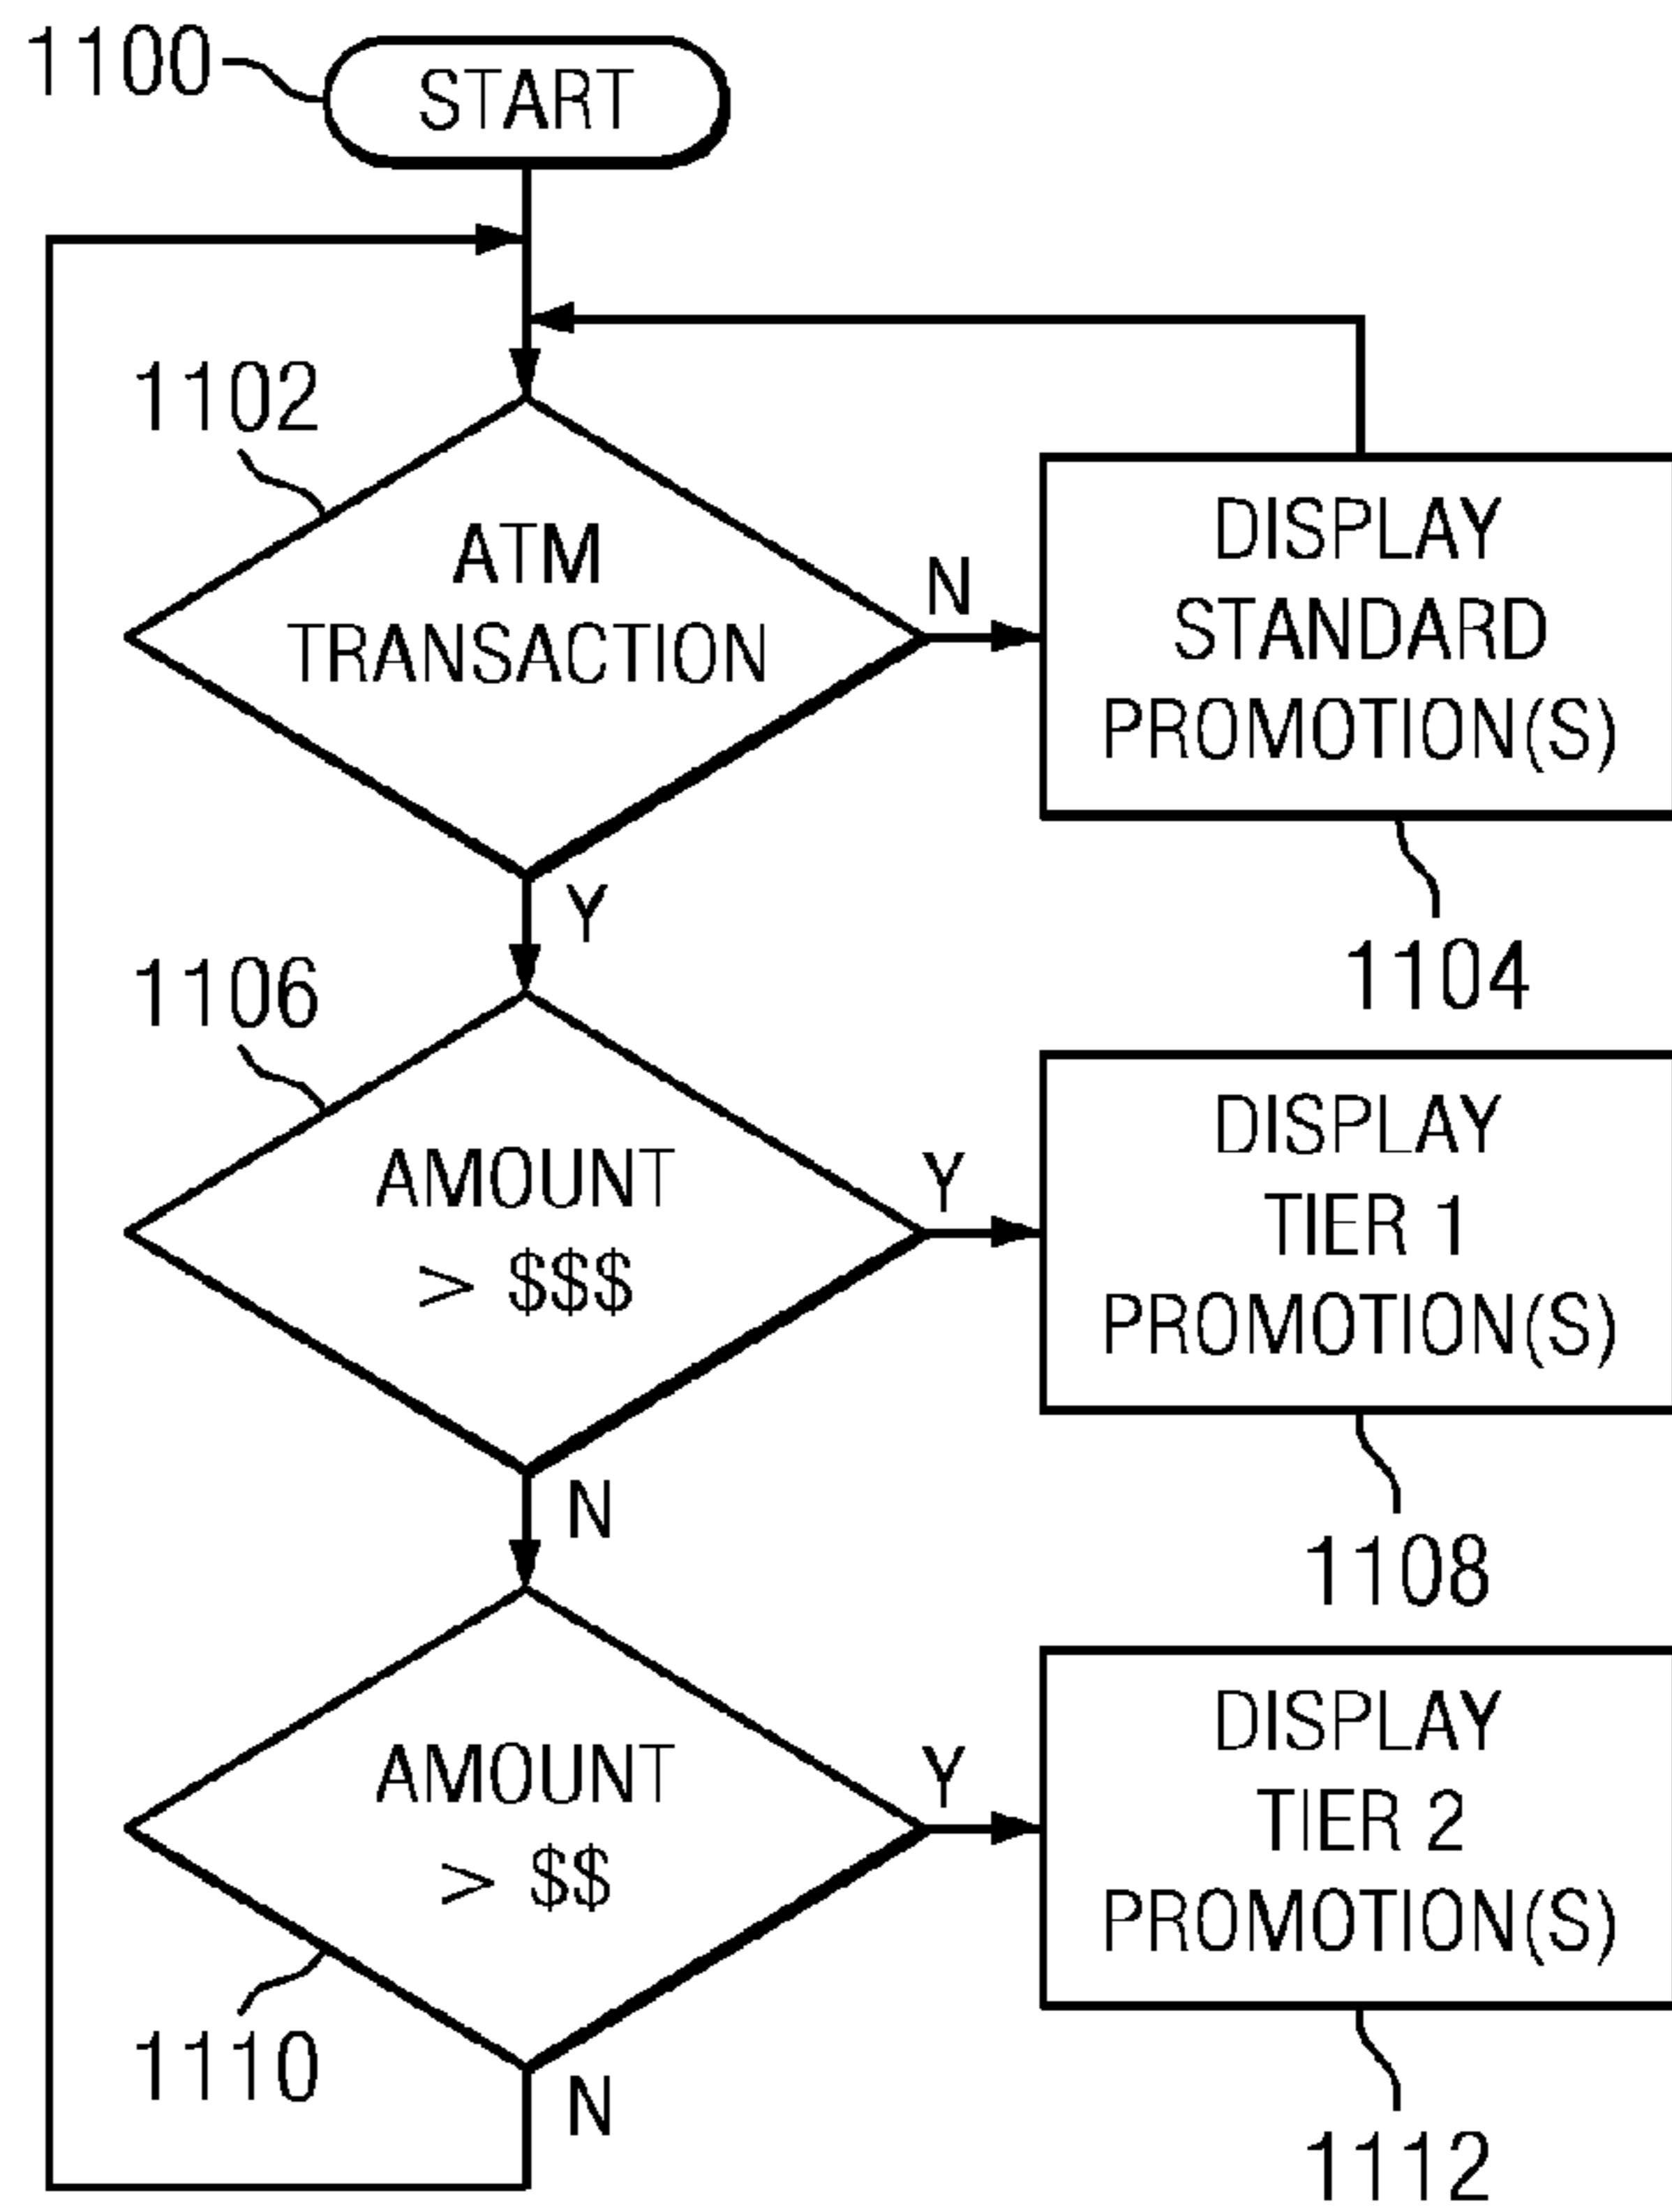 1100
START
1102
ATM
TRANSACTION
N
DISPLAY
STANDARD
PROMOTION(S)
1104
Y
1106
AMOUNT
> $$$
Y
DISPLAY
TIER 1
PROMOTION(S)
1108
N
AMOUNT
> $$
Y
DISPLAY
TIER 2
PROMOTION(S)
1110
N
1112